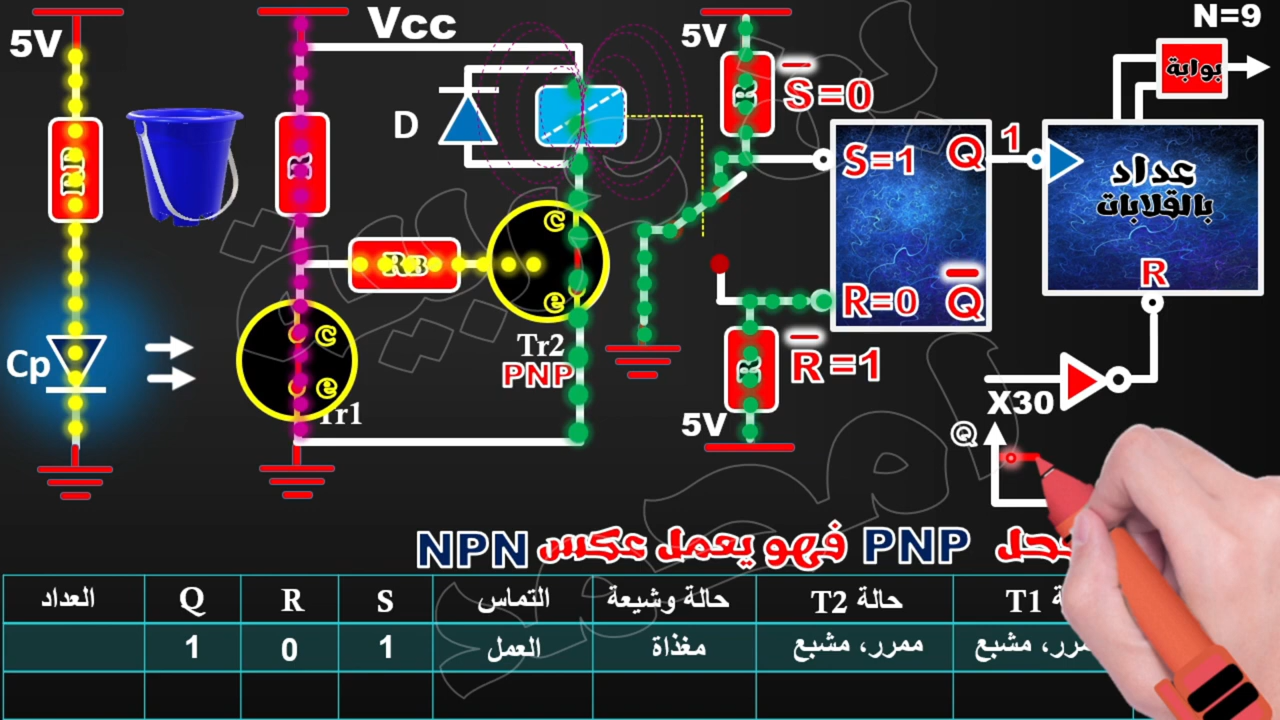 N=9
5V
Vcc
5V
بوابة
RD
R
D
R
S=0
S=1
Q
1
عداد
بالقلابات
c
RB
e
R=0
Q
R
Cp
c
e
Tr1
Tr2
PNP
R
R=1
5V
X30
Q
PNP فهو يعمل عكس NPN
حالة T2
حالة وشيعة
التماس
S
R
Q
العداد
T1
ممرر، مشبع
مغذاة
العمل
1
0
1
مشبع